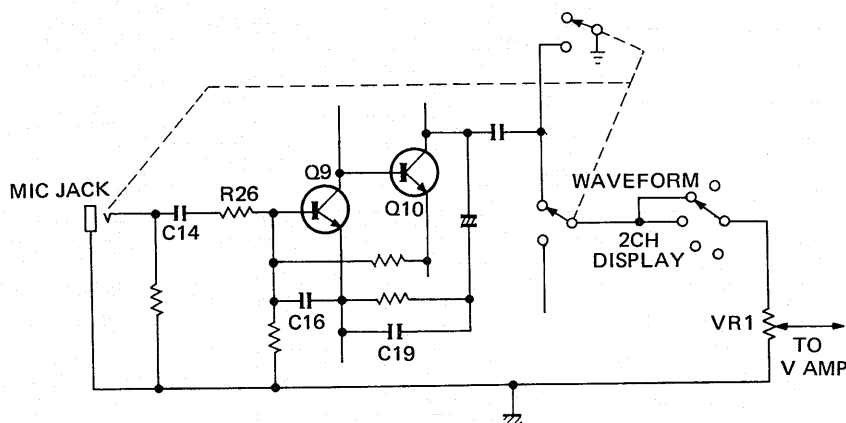 MIC JACK
C14
R26
Q9
Q10
C16
C19
WAVEFORM
2CH
DISPLAY
VR1
TO
V AMP